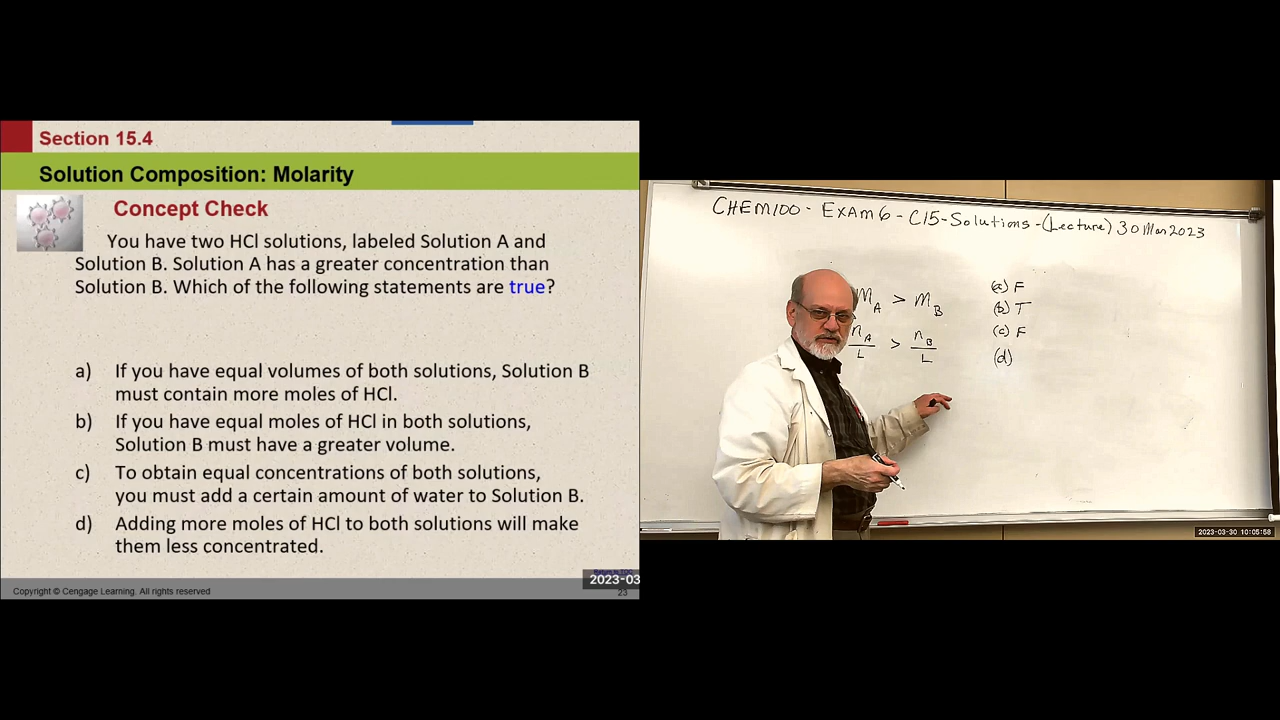 Section 15.4
Solution Composition: Molarity
Concept Check
You have two HCl solutions, labeled Solution A and
Solution B. Solution A has a greater concentration than
Solution B. Which of the following statements are true?
a) If you have equal volumes of both solutions, Solution B
must contain more moles of HCl.
b) If you have equal moles of HCl in both solutions,
Solution B must have a greater volume.
c) To obtain equal concentrations of both solutions,
you must add a certain amount of water to Solution B.
d) Adding more moles of HCl to both solutions will make
them less concentrated.
2023-03
Copyright © Cengage Learning. All rights reserved
23
CHEM100 - EXAM 6 - C15 - Solutions - (Lecture) 30 Mar 2023
M_A > M_B
n_A/L > n_B/L
(a) F
(b) T
(c) F
(d)
2023-03-30 10:05:58